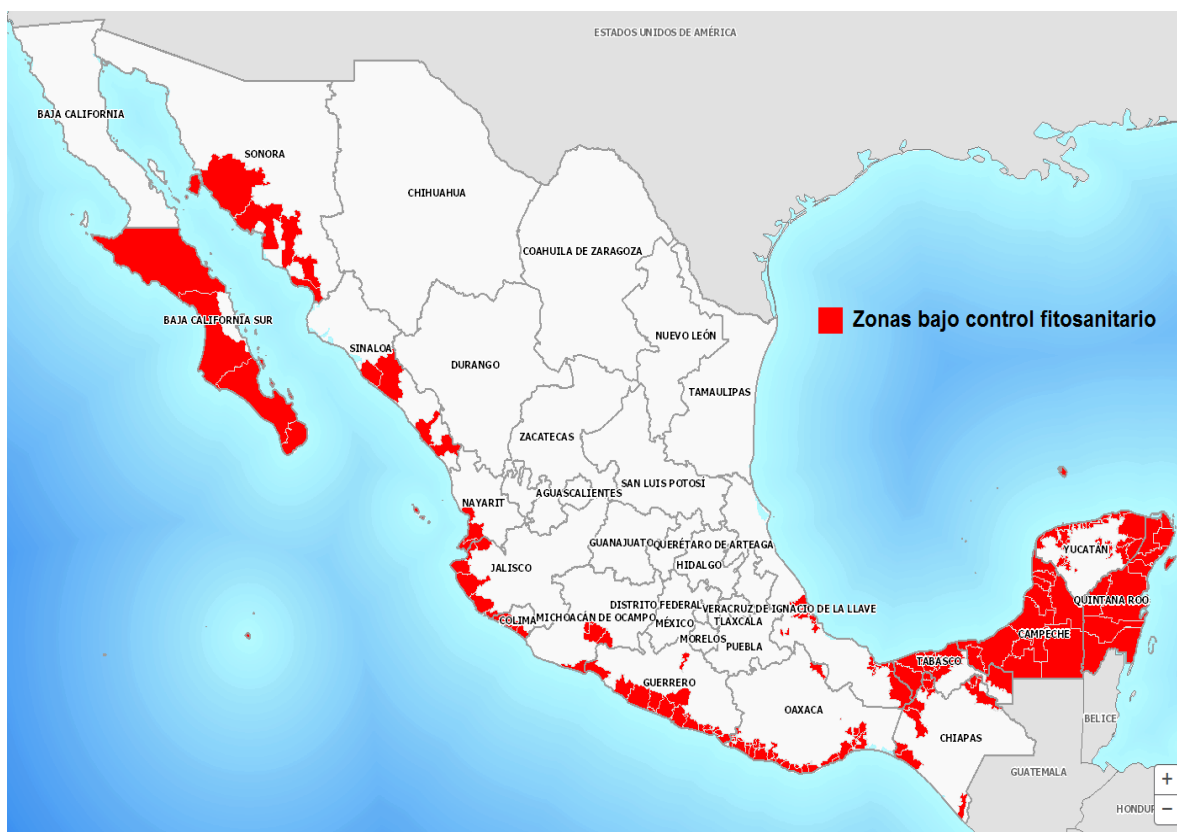 ESTADOS UNIDOS DE AMÉRICA
BAJA CALIFORNIA
SONORA
CHIHUAHUA
COAHUILA DE ZARAGOZA
BAJA CALIFORNIA SUR
Zonas bajo control fitosanitario
NUEVO LEÓN
SINALOA
DURANGO
TAMAULIPAS
ZACATECAS
SAN LUIS POTOSÍ
AGUASCALIENTES
NAYARIT
GUANAJUATO
QUERÉTARO DE ARTEAGA
YUCATÁN
JALISCO
HIDALGO
QUINTANA ROO
DISTRITO FEDERAL
VERACRUZ DE IGNACIO DE LA LLAVE
COLIMA
MICHOACÁN DE OCAMPO
MÉXICO
TLAXCALA
CAMPECHE
MORELOS
PUEBLA
TABASCO
GUERRERO
OAXACA
BELICE
CHIAPAS
GUATEMALA
+
HONDUR
−